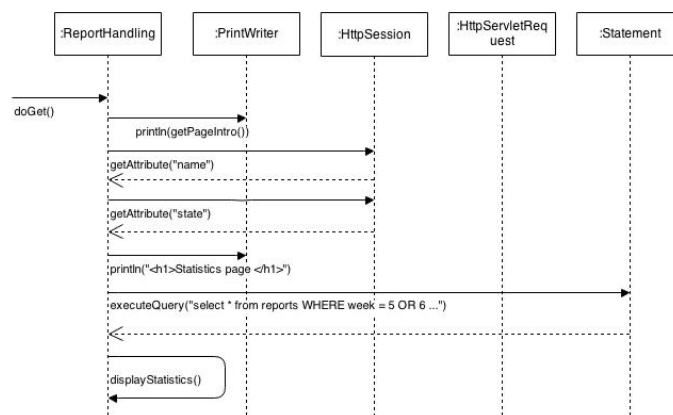 :ReportHandling
:PrintWriter
:HttpSession
:HttpServletReq
uest
:Statement
doGet()
println(getPageIntro())
getAttribute("name")
getAttribute("state")
println("<h1>Statistics page </h1>")
executeQuery("select * from reports WHERE week = 5 OR 6 ...")
displayStatistics()